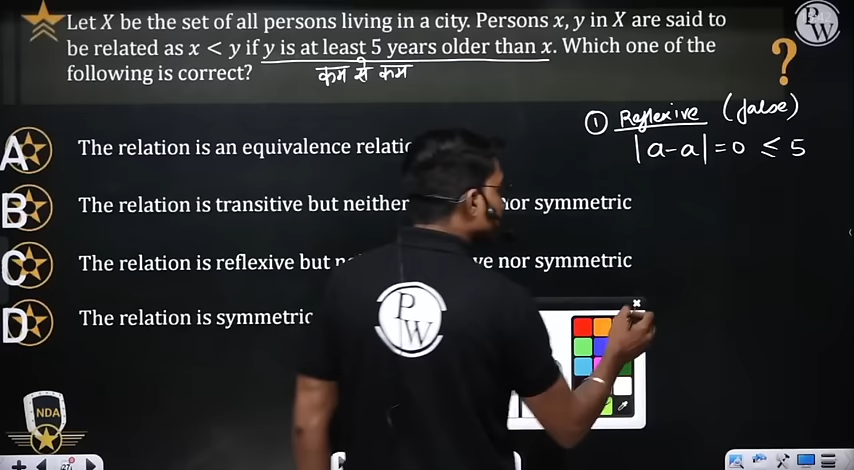 Let X be the set of all persons living in a city. Persons x, y in X are said to
be related as x < y if y is at least 5 years older than x. Which one of the
following is correct?
कम से कम
PW
?
① Reflexive (false)
|a-a| = 0 ≤ 5
A The relation is an equivalence
B The relation is transitive but neither nor symmetric
C The relation is reflexive but nor symmetric
D The relation is symmetric
PW
NDA